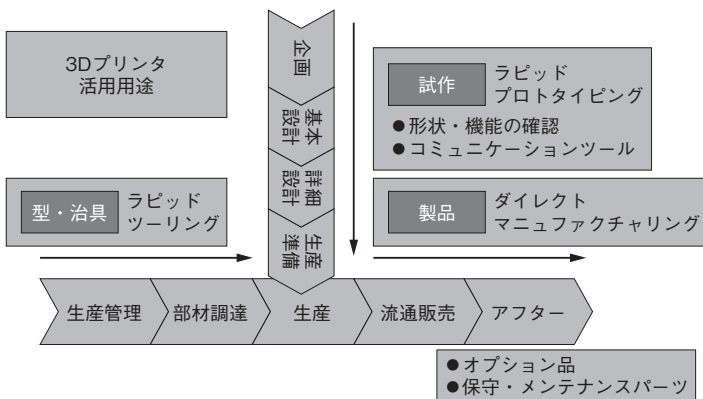 3Dプリンタ
活用用途
企画
基本
設計
詳細
設計
生産
準備
試作
ラピッド
プロトタイピング
●形状・機能の確認
●コミュニケーションツール
型・治具
ラピッド
ツーリング
製品
ダイレクト
マニュファクチャリング
生産管理
部材調達
生産
流通販売
アフター
●オプション品
●保守・メンテナンスパーツ